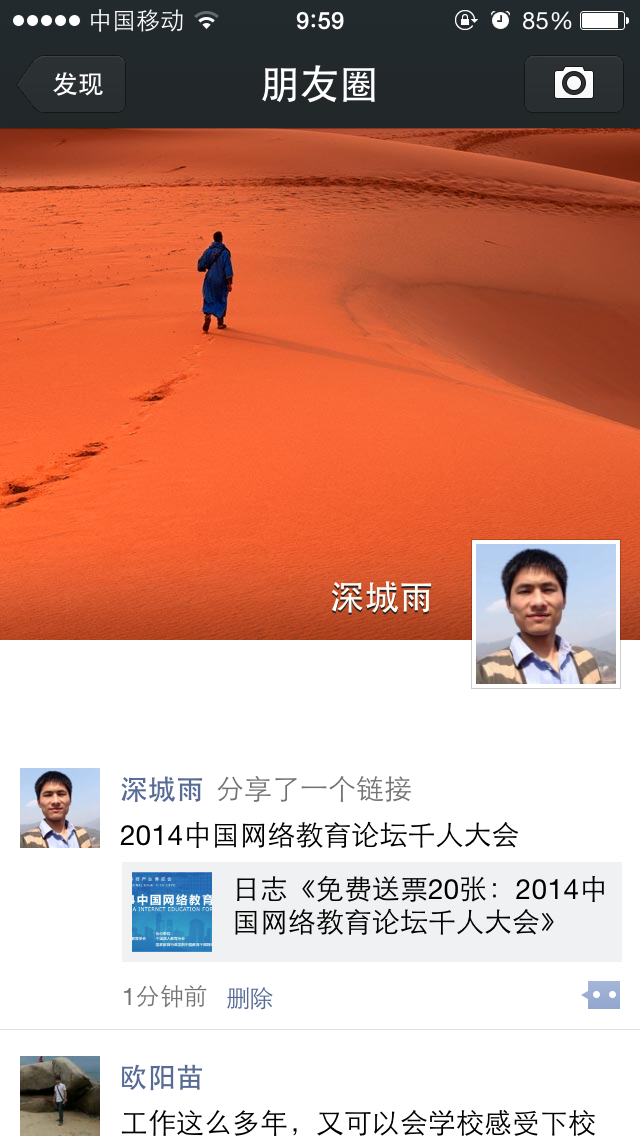 中国移动 9:59 85%
发现 朋友圈
深城雨
深城雨 分享了一个链接
2014中国网络教育论坛千人大会
4中国网络教育
A INTERNET EDUCATION FOR
日志《免费送票20张：2014中
国网络教育论坛千人大会》
1分钟前 删除
欧阳苗
工作这么多年，又可以会学校感受下校